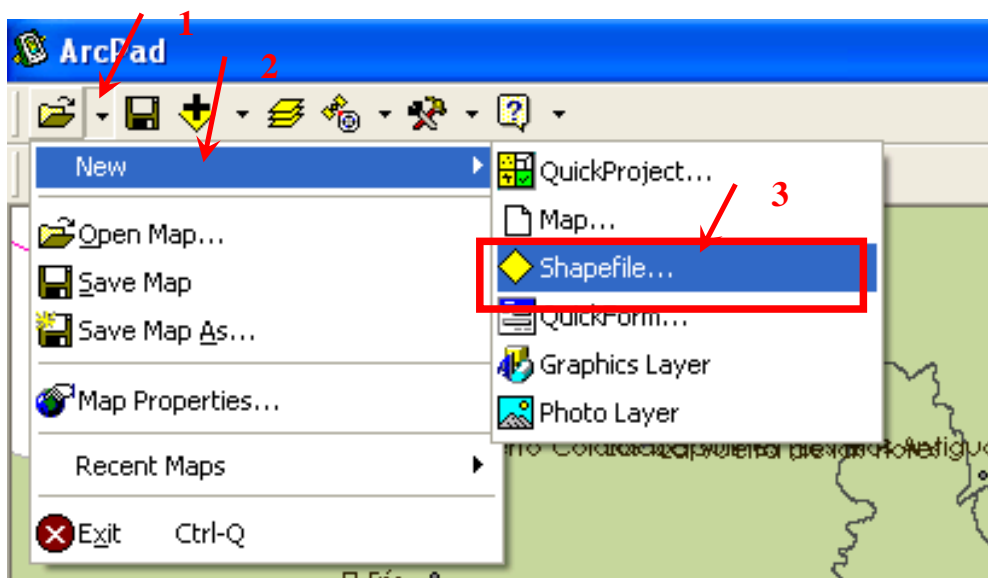 1
ArcPad
2
New
QuickProject...
3
Map...
Open Map...
Shapefile...
Save Map
QuickForm...
Save Map As...
Graphics Layer
Map Properties...
Photo Layer
Recent Maps
Exit Ctrl-Q